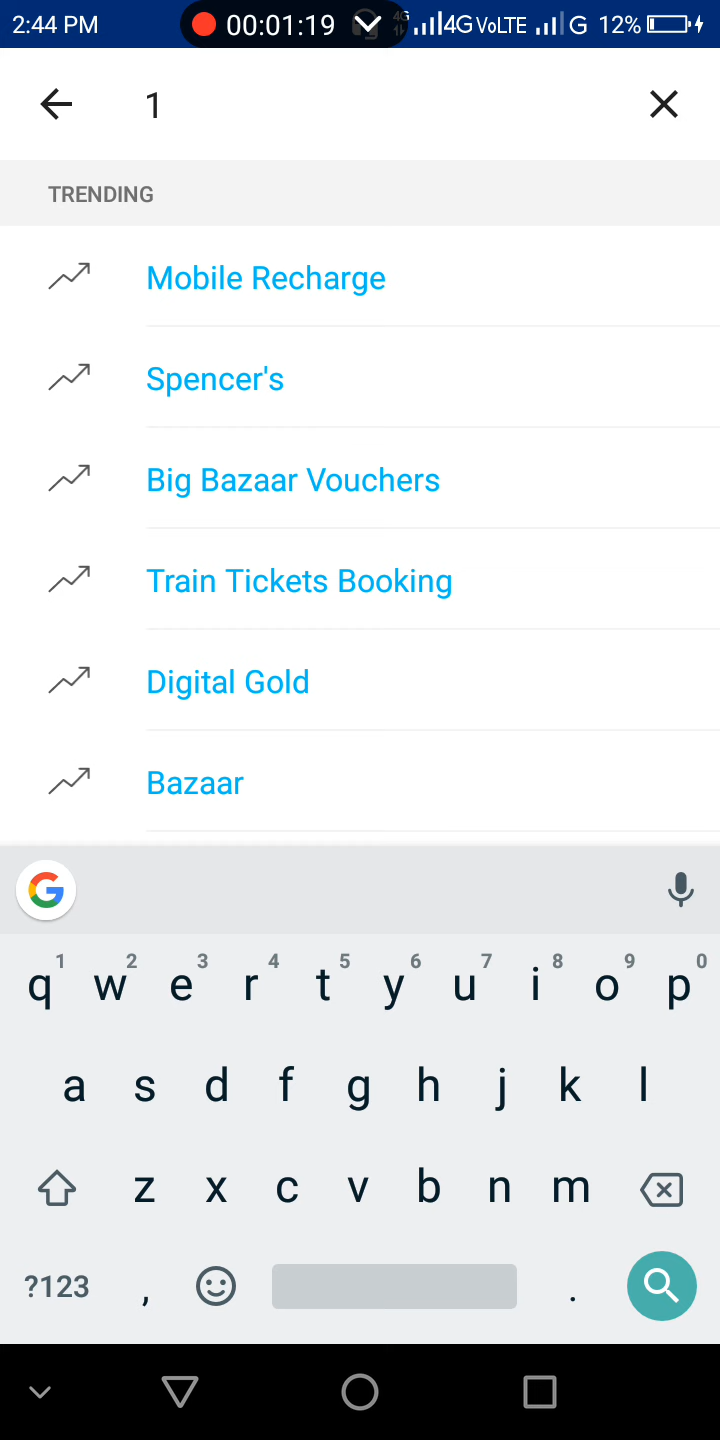 2:44 PM 00:01:19 4G 4G VoLTE G 12%
1
TRENDING
Mobile Recharge
Spencer's
Big Bazaar Vouchers
Train Tickets Booking
Digital Gold
Bazaar
G
1 2 3 4 5 6 7 8 9 0
q w e r t y u i o p
a s d f g h j k l
z x c v b n m
?123 , .